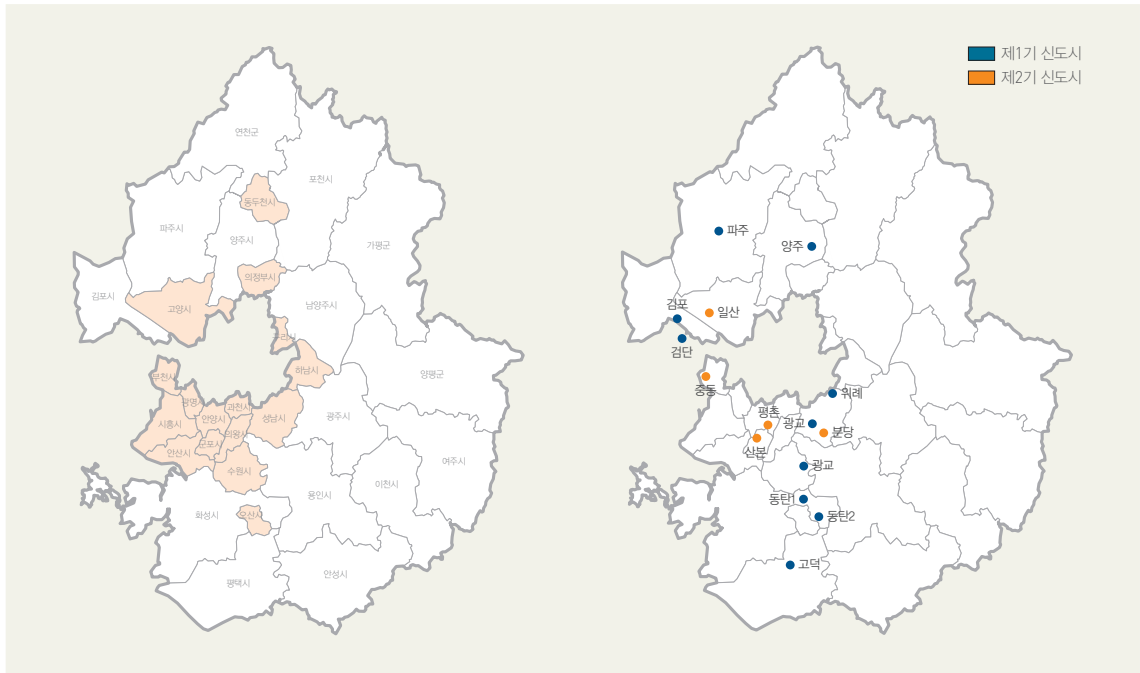 연천군
포천시
동두천시
파주시
양주시
가평군
의정부시
김포시
고양시
남양주시
구리시
하남시
양평군
부천시
광명시
과천시
시흥시
안양시
성남시
광주시
의왕시
군포시
안산시
수원시
여주시
이천시
용인시
화성시
오산시
평택시
안성시
제1기 신도시
제2기 신도시
파주
양주
김포
일산
검단
중동
위례
평촌
광교
분당
산본
광교
동탄1
동탄2
고덕